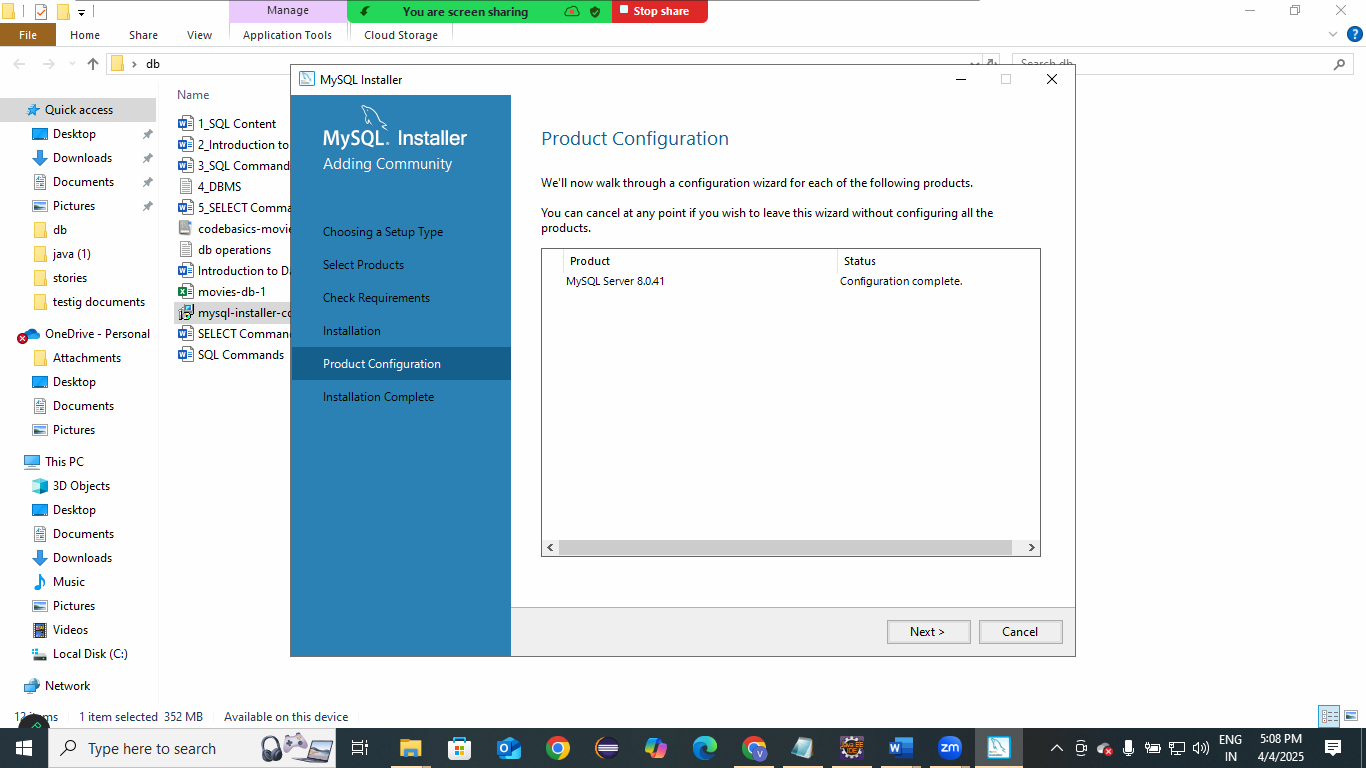 Manage
You are screen sharing
Stop share
File
Home
Share
View
Application Tools
Cloud Storage
db
Search db
Name
Quick access
Desktop
Downloads
Documents
Pictures
db
java (1)
stories
testig documents
OneDrive - Personal
Attachments
Desktop
Documents
Pictures
This PC
3D Objects
Desktop
Documents
Downloads
Music
Pictures
Videos
Local Disk (C:)
Network
1_SQL Content
2_Introduction to
3_SQL Command
4_DBMS
5_SELECT Comma
codebasics-movie
db operations
Introduction to Da
movies-db-1
mysql-installer-co
SELECT Comman
SQL Commands
MySQL Installer
MySQL. Installer
Adding Community
Choosing a Setup Type
Select Products
Check Requirements
Installation
Product Configuration
Installation Complete
Product Configuration
We'll now walk through a configuration wizard for each of the following products.
You can cancel at any point if you wish to leave this wizard without configuring all the
products.
Product Status
MySQL Server 8.0.41 Configuration complete.
Next >
Cancel
1 item selected 352 MB Available on this device
Type here to search
zm
ENG
IN
5:08 PM
4/4/2025